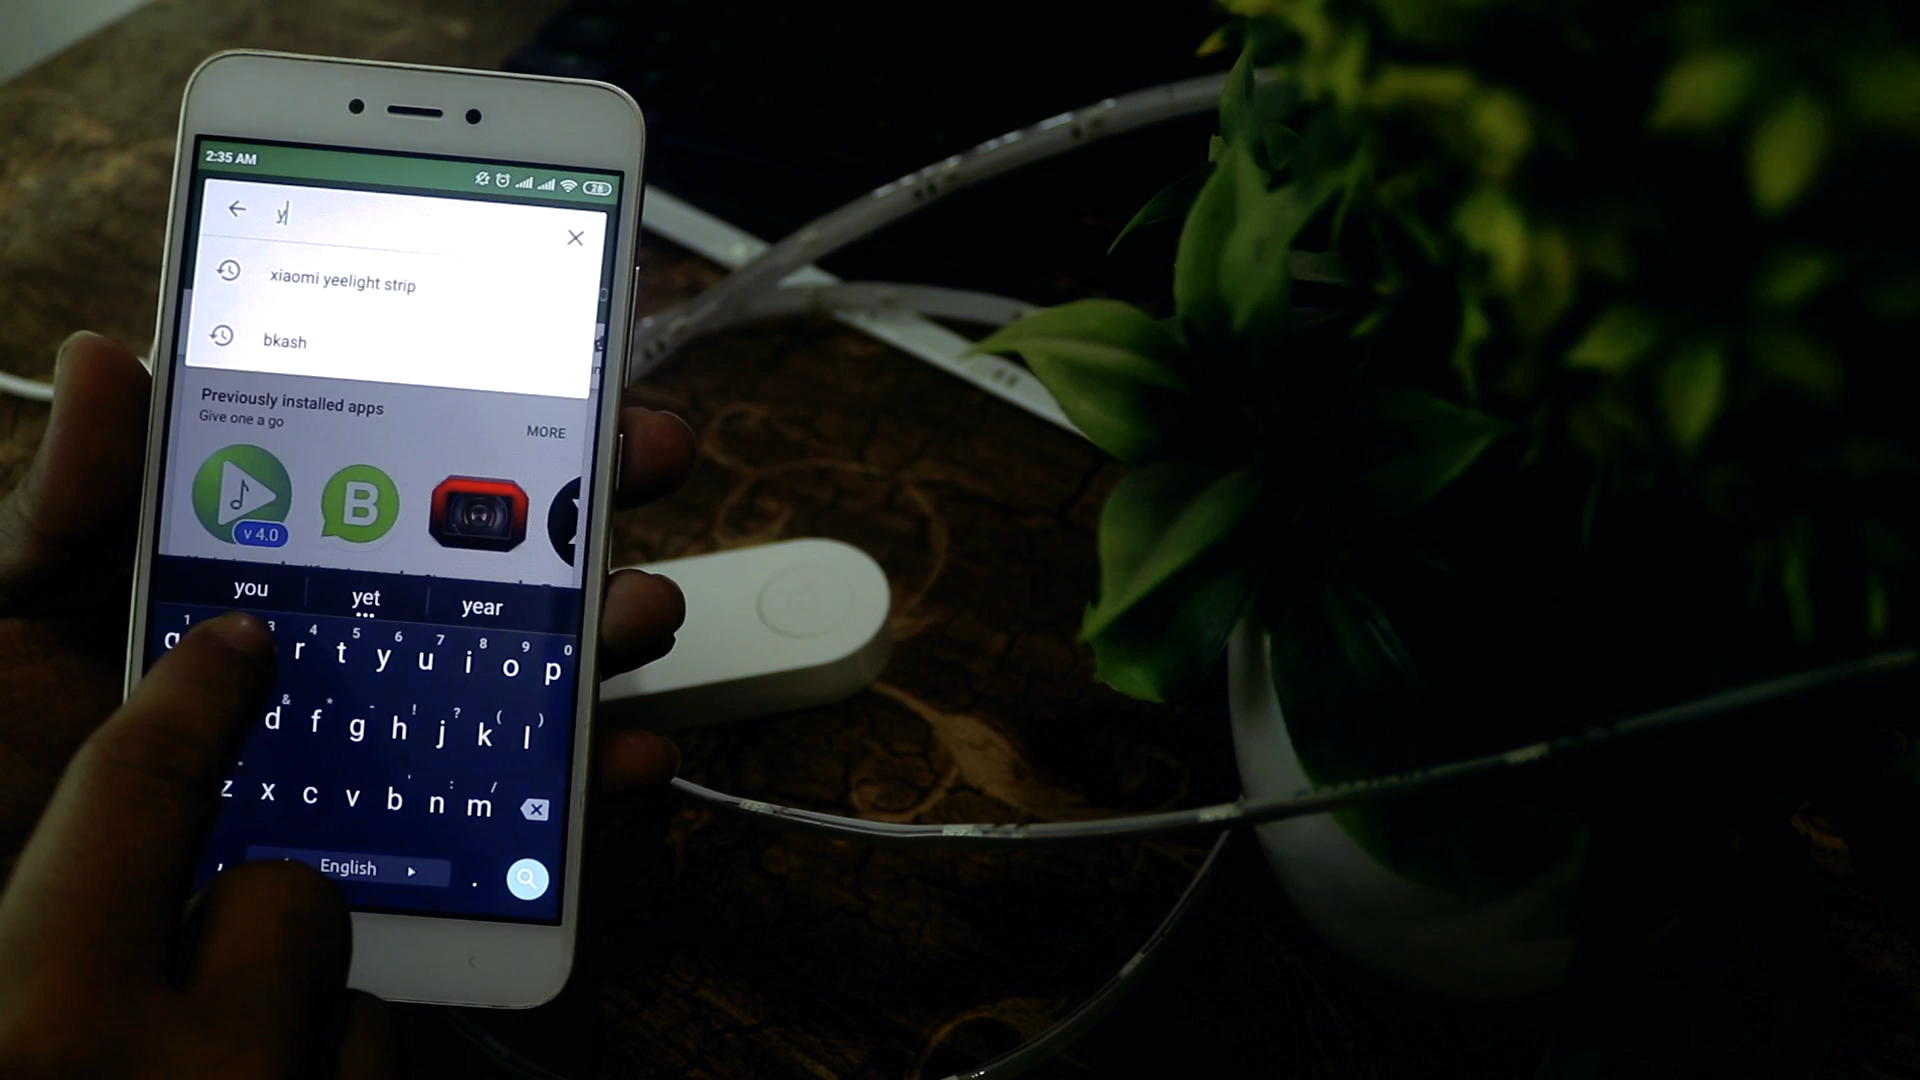 2:35 AM
28
y
xiaomi yeelight strip
bkash
Previously installed apps
Give one a go
MORE
v 4.0
B
you yet year
1 3 4 5 6 7 8 9 0
r t y u i o p
& * - ! ? ( )
d f g h j k l
" ' : /
z x c v b n m
, English .